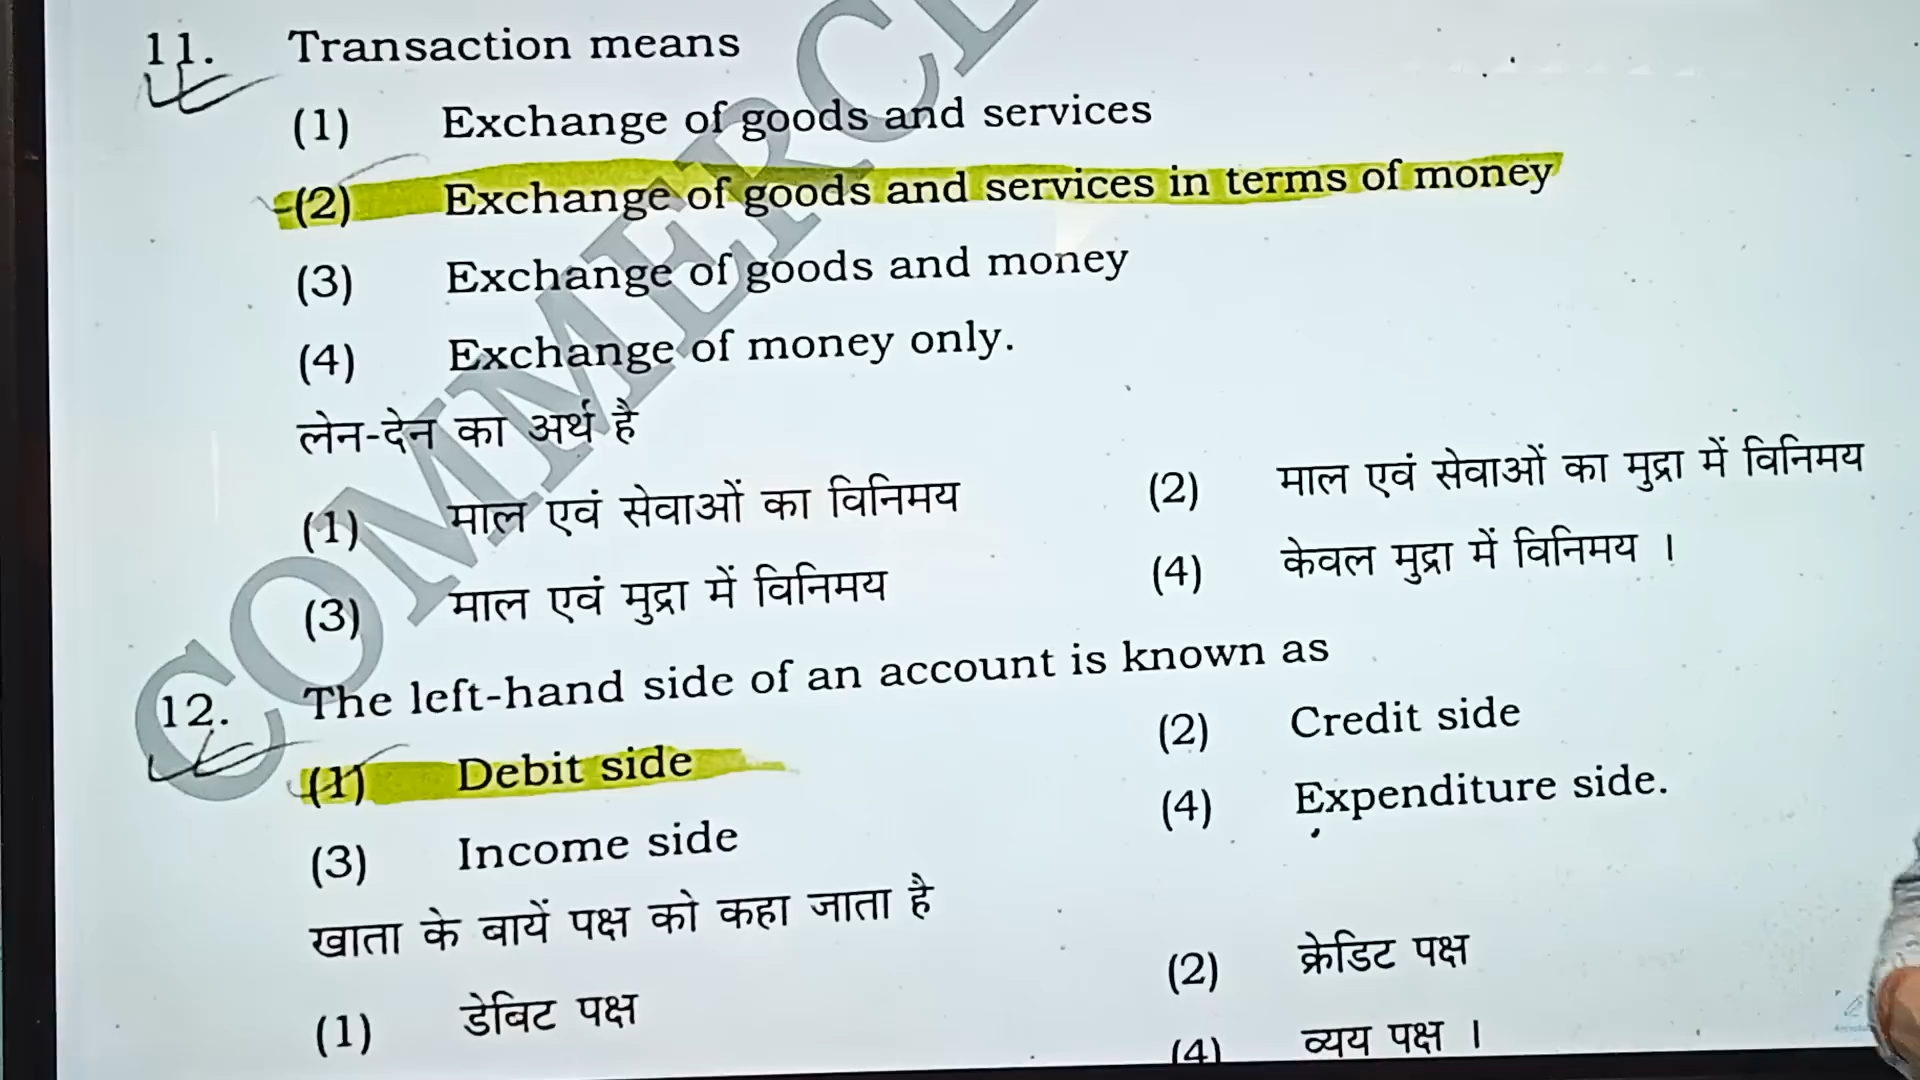 11. Transaction means
(1) Exchange of goods and services
(2) Exchange of goods and services in terms of money
(3) Exchange of goods and money
(4) Exchange of money only.
लेन-देन का अर्थ है
(1) माल एवं सेवाओं का विनिमय (2) माल एवं सेवाओं का मुद्रा में विनिमय
(3) माल एवं मुद्रा में विनिमय (4) केवल मुद्रा में विनिमय ।
12. The left-hand side of an account is known as
(1) Debit side (2) Credit side
(3) Income side (4) Expenditure side.
खाता के बायें पक्ष को कहा जाता है
(1) डेबिट पक्ष (2) क्रेडिट पक्ष
(4) व्यय पक्ष ।